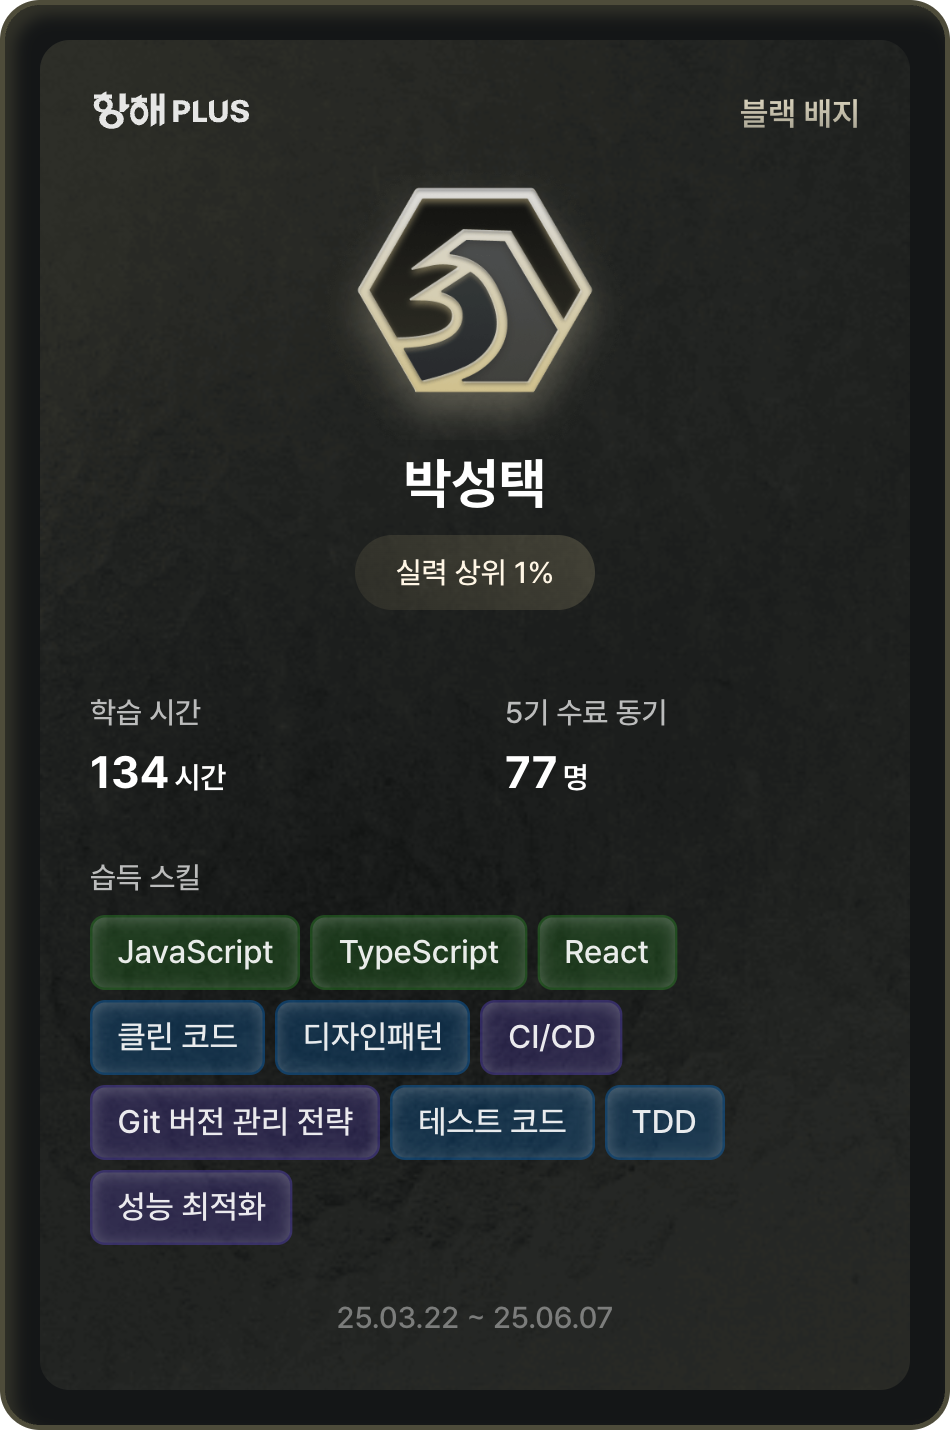 항해 PLUS
블랙 배지
박성택
실력 상위 1%
학습 시간
134 시간
5기 수료 동기
77 명
습득 스킬
JavaScript TypeScript React
클린 코드 디자인패턴 CI/CD
Git 버전 관리 전략 테스트 코드 TDD
성능 최적화
25.03.22 ~ 25.06.07